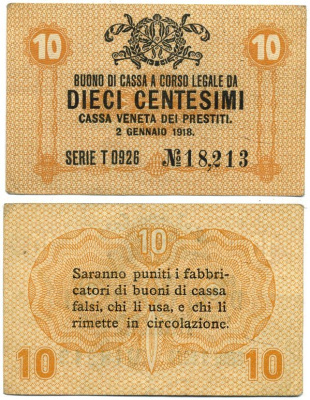 10 10
BUONO DI CASSA A CORSO LEGALE DA
DIECI CENTESIMI
CASSA VENETA DEI PRESTITI.
2 GENNAIO 1918.
SERIE T 0926 No 18,213
10
Saranno puniti i fabbri-
catori di buoni di cassa
falsi, chi li usa, e chi li
rimette in circolazione.
10 10